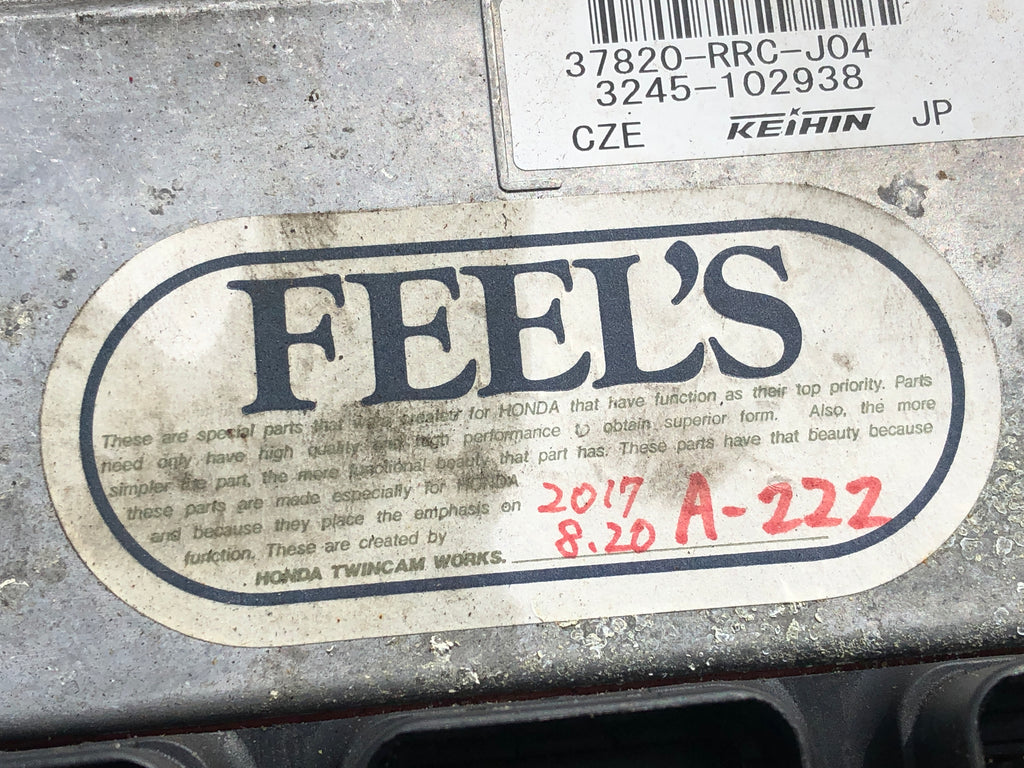 37820-RRC-J04
3245-102938
CZE KEIHIN JP
FEEL'S
These are special parts that were created for HONDA that have function as their top priority. Parts
need only have high quality and high performance to obtain superior form. Also, the more
simpler the part, the more functional beauty that part has. These parts have that beauty because
these parts are made especially for HONDA
and because they place the emphasis on
function. These are created by
HONDA TWINCAM WORKS.
2017
8.20
A-222